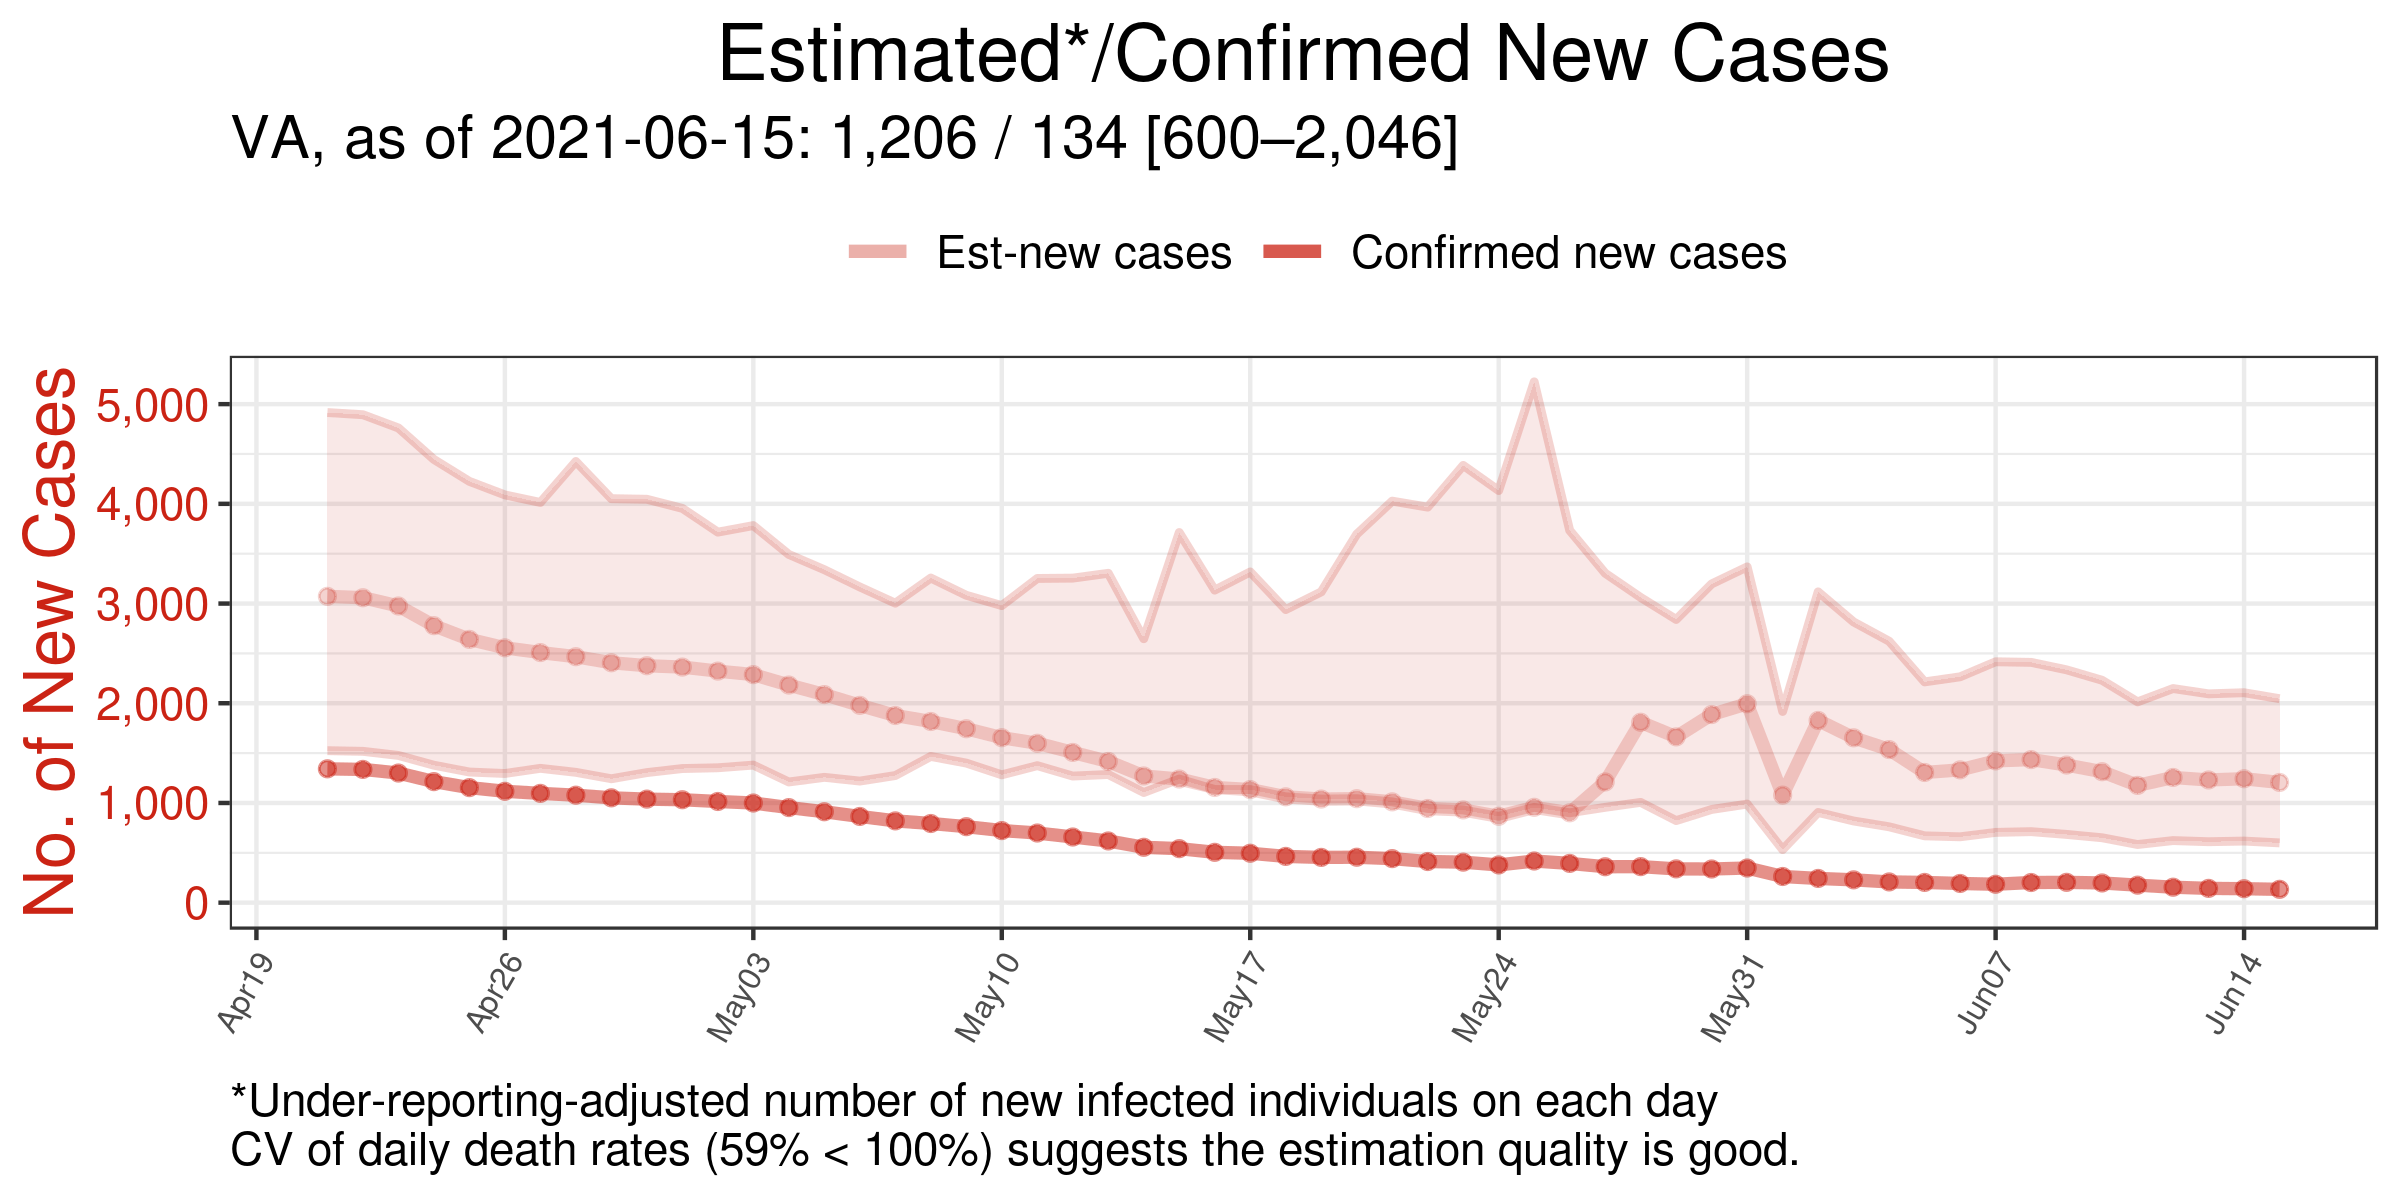 Estimated*/Confirmed New Cases
VA, as of 2021-06-15: 1,206 / 134 [600–2,046]
Est-new cases Confirmed new cases
No. of New Cases
5,000
4,000
3,000
2,000
1,000
0
Apr19 Apr26 May03 May10 May17 May24 May31 Jun07 Jun14
*Under-reporting-adjusted number of new infected individuals on each day
CV of daily death rates (59% < 100%) suggests the estimation quality is good.